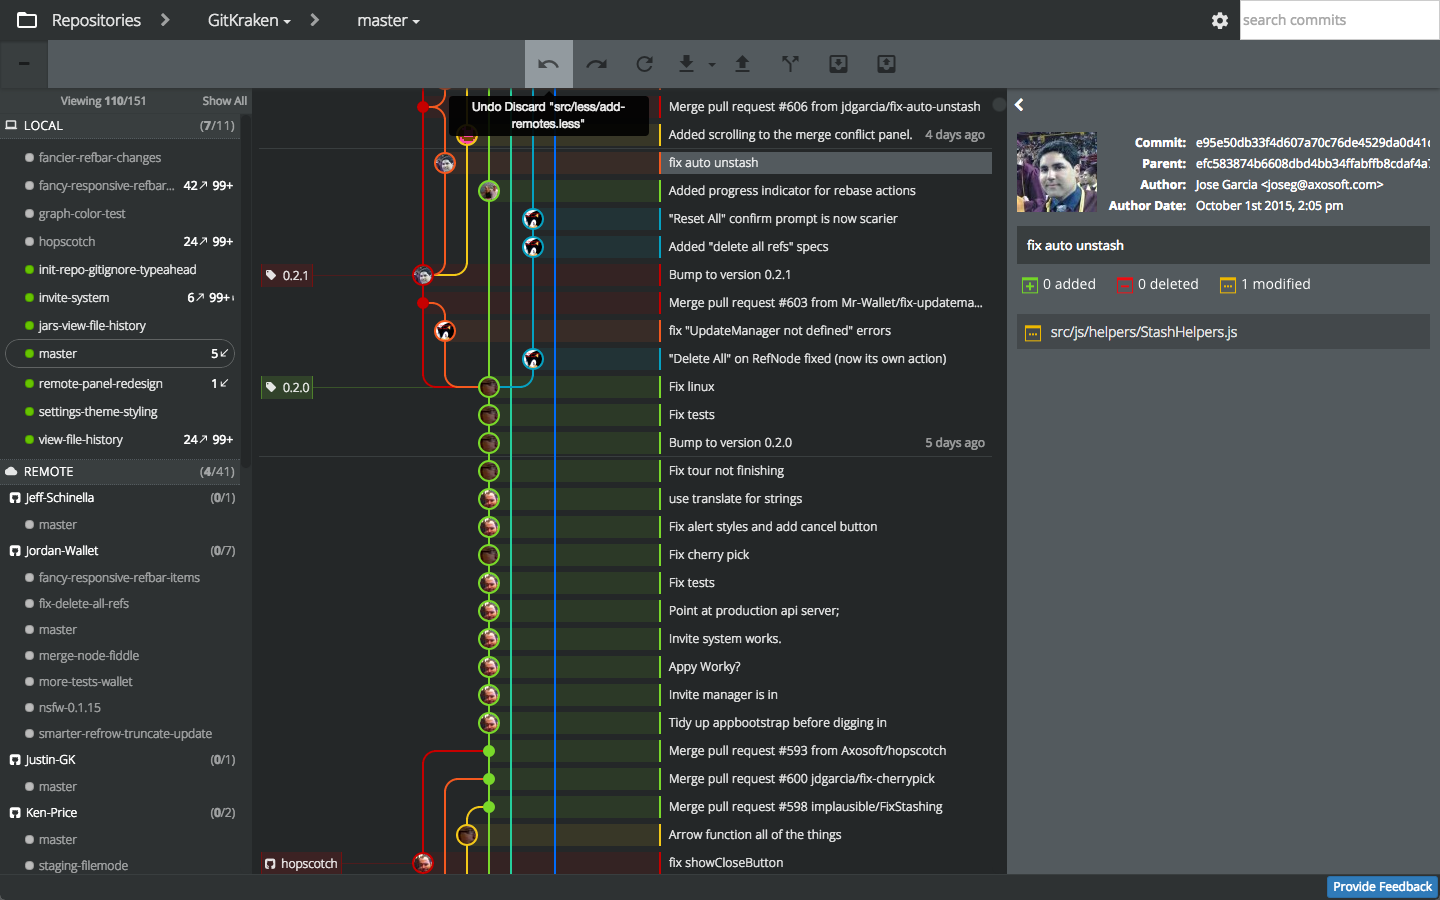 Repositories
GitKraken
master
search commits
Viewing 110/151
Show All
LOCAL (7/11)
fancier-refbar-changes
fancy-responsive-refbar... 42↗ 99+
graph-color-test
hopscotch 24↗ 99+
init-repo-gitignore-typeahead
invite-system 6↗ 99+
jars-view-file-history
master 5↙
remote-panel-redesign 1↙
settings-theme-styling
view-file-history 24↗ 99+
REMOTE (4/41)
Jeff-Schinella (0/1)
master
Jordan-Wallet (0/7)
fancy-responsive-refbar-items
fix-delete-all-refs
master
merge-node-fiddle
more-tests-wallet
nsfw-0.1.15
smarter-refrow-truncate-update
Justin-GK (0/1)
master
Ken-Price (0/2)
master
staging-filemode
Undo Discard "src/less/add-
remotes.less"
0.2.1
0.2.0
hopscotch
Merge pull request #606 from jdgarcia/fix-auto-unstash
Added scrolling to the merge conflict panel. 4 days ago
fix auto unstash
Added progress indicator for rebase actions
"Reset All" confirm prompt is now scarier
Added "delete all refs" specs
Bump to version 0.2.1
Merge pull request #603 from Mr-Wallet/fix-updatema...
fix "UpdateManager not defined" errors
"Delete All" on RefNode fixed (now its own action)
Fix linux
Fix tests
Bump to version 0.2.0 5 days ago
Fix tour not finishing
use translate for strings
Fix alert styles and add cancel button
Fix cherry pick
Fix tests
Point at production api server;
Invite system works.
Appy Worky?
Invite manager is in
Tidy up appbootstrap before digging in
Merge pull request #593 from Axosoft/hopscotch
Merge pull request #600 jdgarcia/fix-cherrypick
Merge pull request #598 implausible/FixStashing
Arrow function all of the things
fix showCloseButton
Commit: e95e50db33f4d607a70c76de4529da0d41
Parent: efc583874b6608dbd4bb34ffabffb8cdaf4a
Author: Jose Garcia <joseg@axosoft.com>
Author Date: October 1st 2015, 2:05 pm
fix auto unstash
0 added 0 deleted 1 modified
src/js/helpers/StashHelpers.js
Provide Feedback